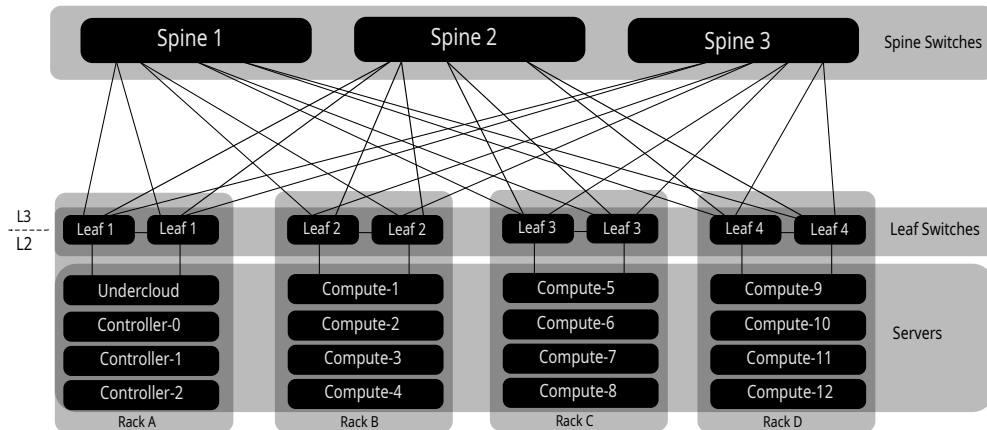 Spine 1
Spine 2
Spine 3
Spine Switches
L3
L2
Leaf 1
Leaf 1
Leaf 2
Leaf 2
Leaf 3
Leaf 3
Leaf 4
Leaf 4
Leaf Switches
Undercloud
Compute-1
Compute-5
Compute-9
Controller-0
Compute-2
Compute-6
Compute-10
Servers
Controller-1
Compute-3
Compute-7
Compute-11
Controller-2
Compute-4
Compute-8
Compute-12
Rack A
Rack B
Rack C
Rack D